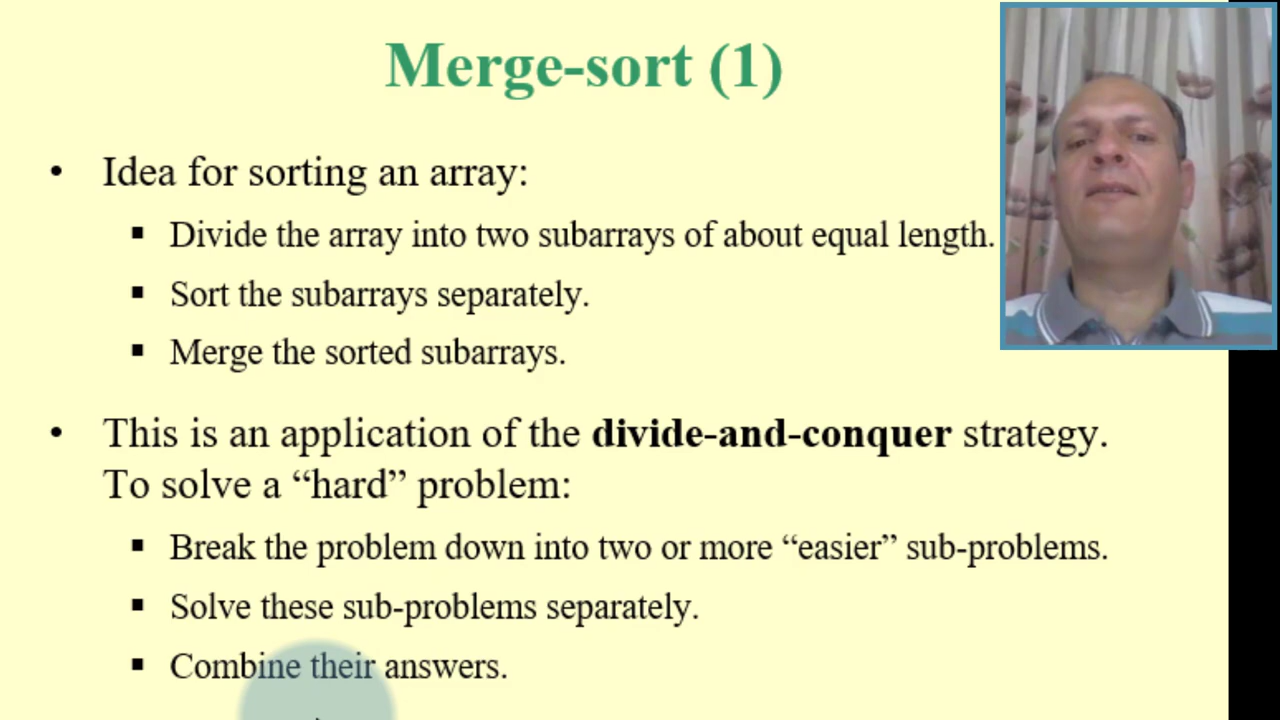 Merge-sort (1)
• Idea for sorting an array:
▪ Divide the array into two subarrays of about equal length.
▪ Sort the subarrays separately.
▪ Merge the sorted subarrays.
• This is an application of the divide-and-conquer strategy.
To solve a “hard” problem:
▪ Break the problem down into two or more “easier” sub-problems.
▪ Solve these sub-problems separately.
▪ Combine their answers.